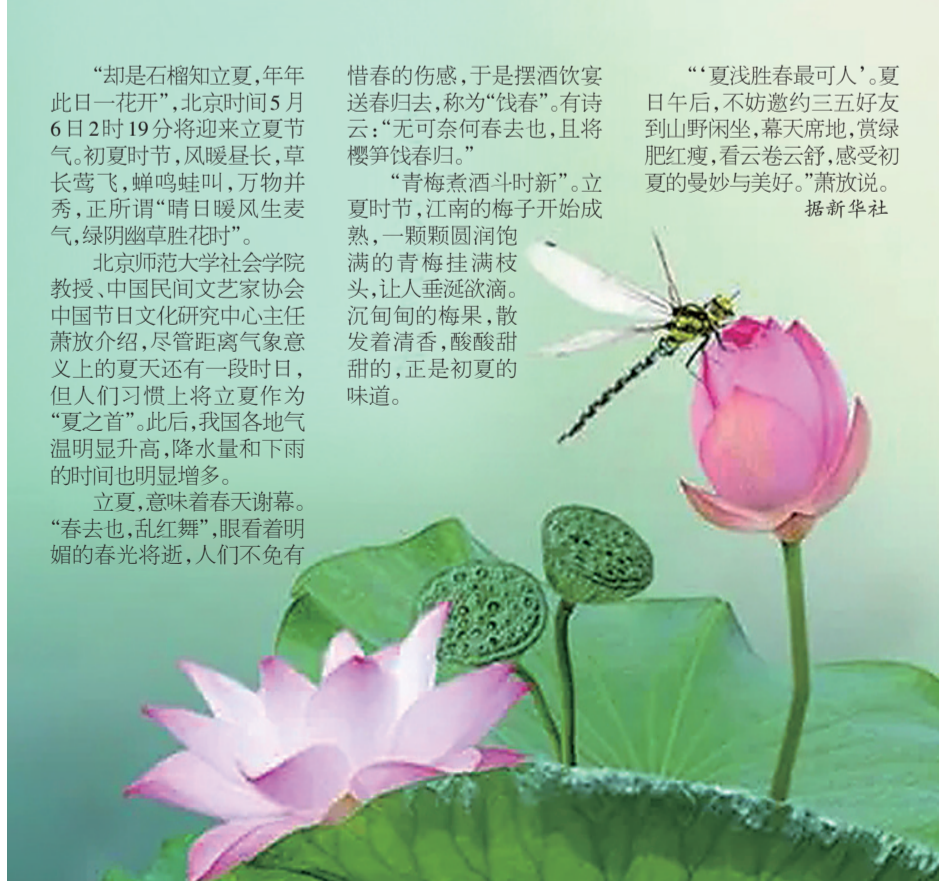 “却是石榴知立夏，年年
此日一花开”，北京时间5月
6日2时19分将迎来立夏节
气。初夏时节，风暖昼长，草
长莺飞，蝉鸣蛙叫，万物并
秀，正所谓“晴日暖风生麦
气，绿阴幽草胜花时”。
北京师范大学社会学院
教授、中国民间文艺家协会
中国节日文化研究中心主任
萧放介绍，尽管距离气象意
义上的夏天还有一段时日，
但人们习惯上将立夏作为
“夏之首”。此后，我国各地气
温明显升高，降水量和下雨
的时间也明显增多。
立夏，意味着春天谢幕。
“春去也，乱红舞”，眼看着明
媚的春光将逝，人们不免有
惜春的伤感，于是摆酒饮宴
送春归去，称为“饯春”。有诗
云：“无可奈何春去也，且将
樱笋饯春归。”
“青梅煮酒斗时新”。立
夏时节，江南的梅子开始成
熟，一颗颗圆润饱
满的青梅挂满枝
头，让人垂涎欲滴。
沉甸甸的梅果，散
发着清香，酸酸甜
甜的，正是初夏的
味道。
“‘夏浅胜春最可人’。夏
日午后，不妨邀约三五好友
到山野闲坐，幕天席地，赏绿
肥红瘦，看云卷云舒，感受初
夏的曼妙与美好。”萧放说。
据新华社